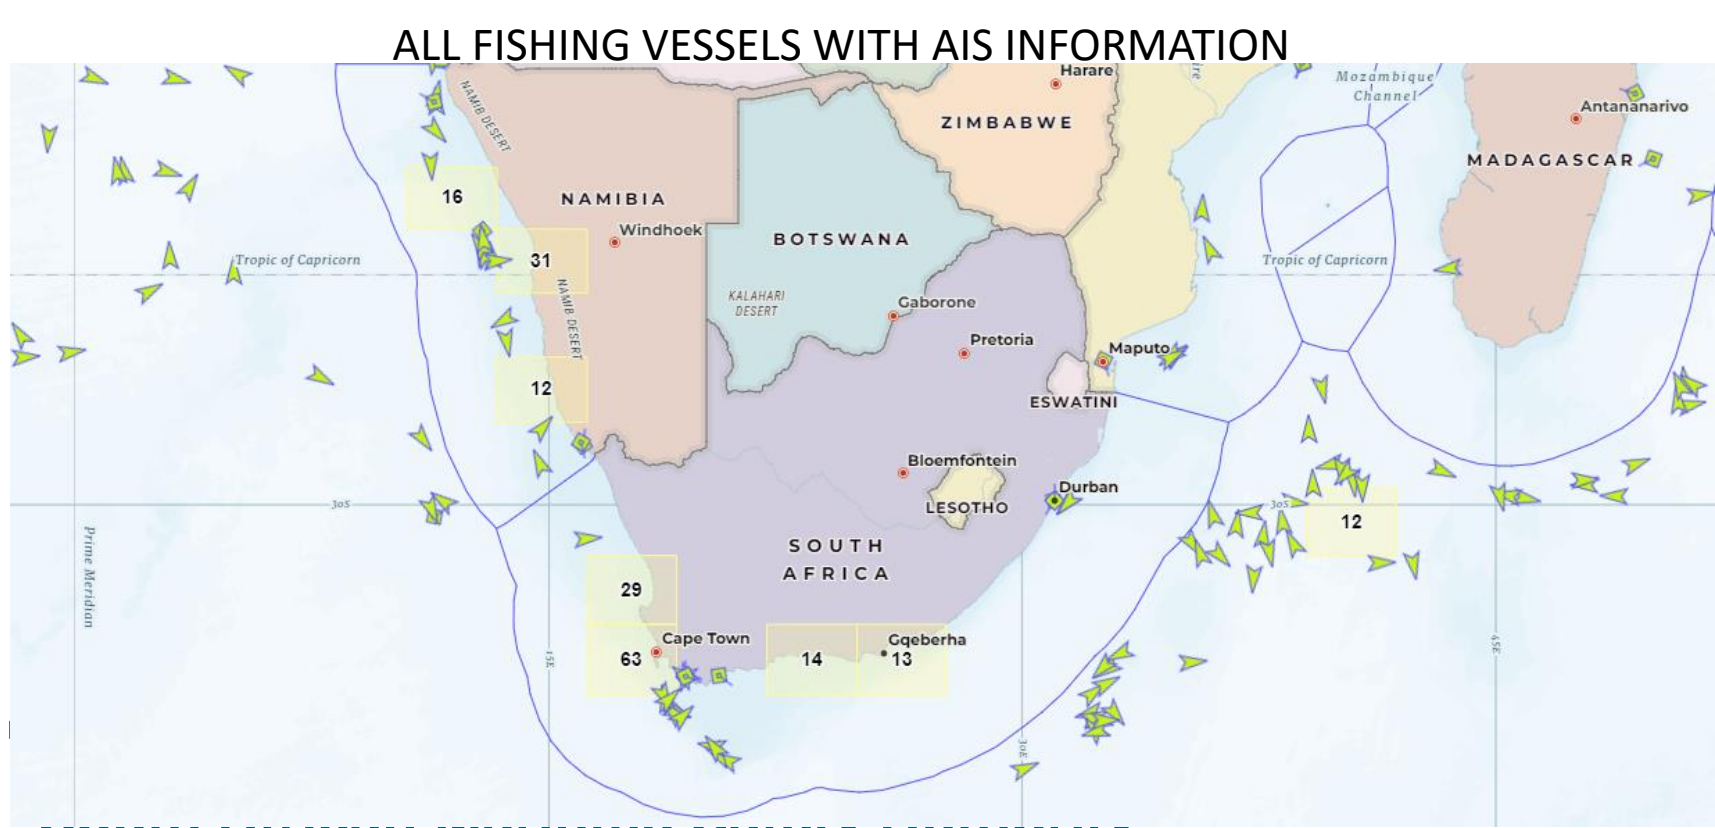 ALL FISHING VESSELS WITH AIS INFORMATION
Harare
Mozambique
Channel
Antananarivo
NAMIB DESERT
ZIMBABWE
MADAGASCAR
16
NAMIBIA
Windhoek
BOTSWANA
Tropic of Capricorn
31
Tropic of Capricorn
NAMIB DESERT
KALAHARI
DESERT
Gaborone
Pretoria
Maputo
12
ESWATINI
Bloemfontein
Durban
30S
LESOTHO
30S
12
Prime Meridian
SOUTH
AFRICA
29
Cape Town
Gqeberha
63
14
13
15E
45E
30E